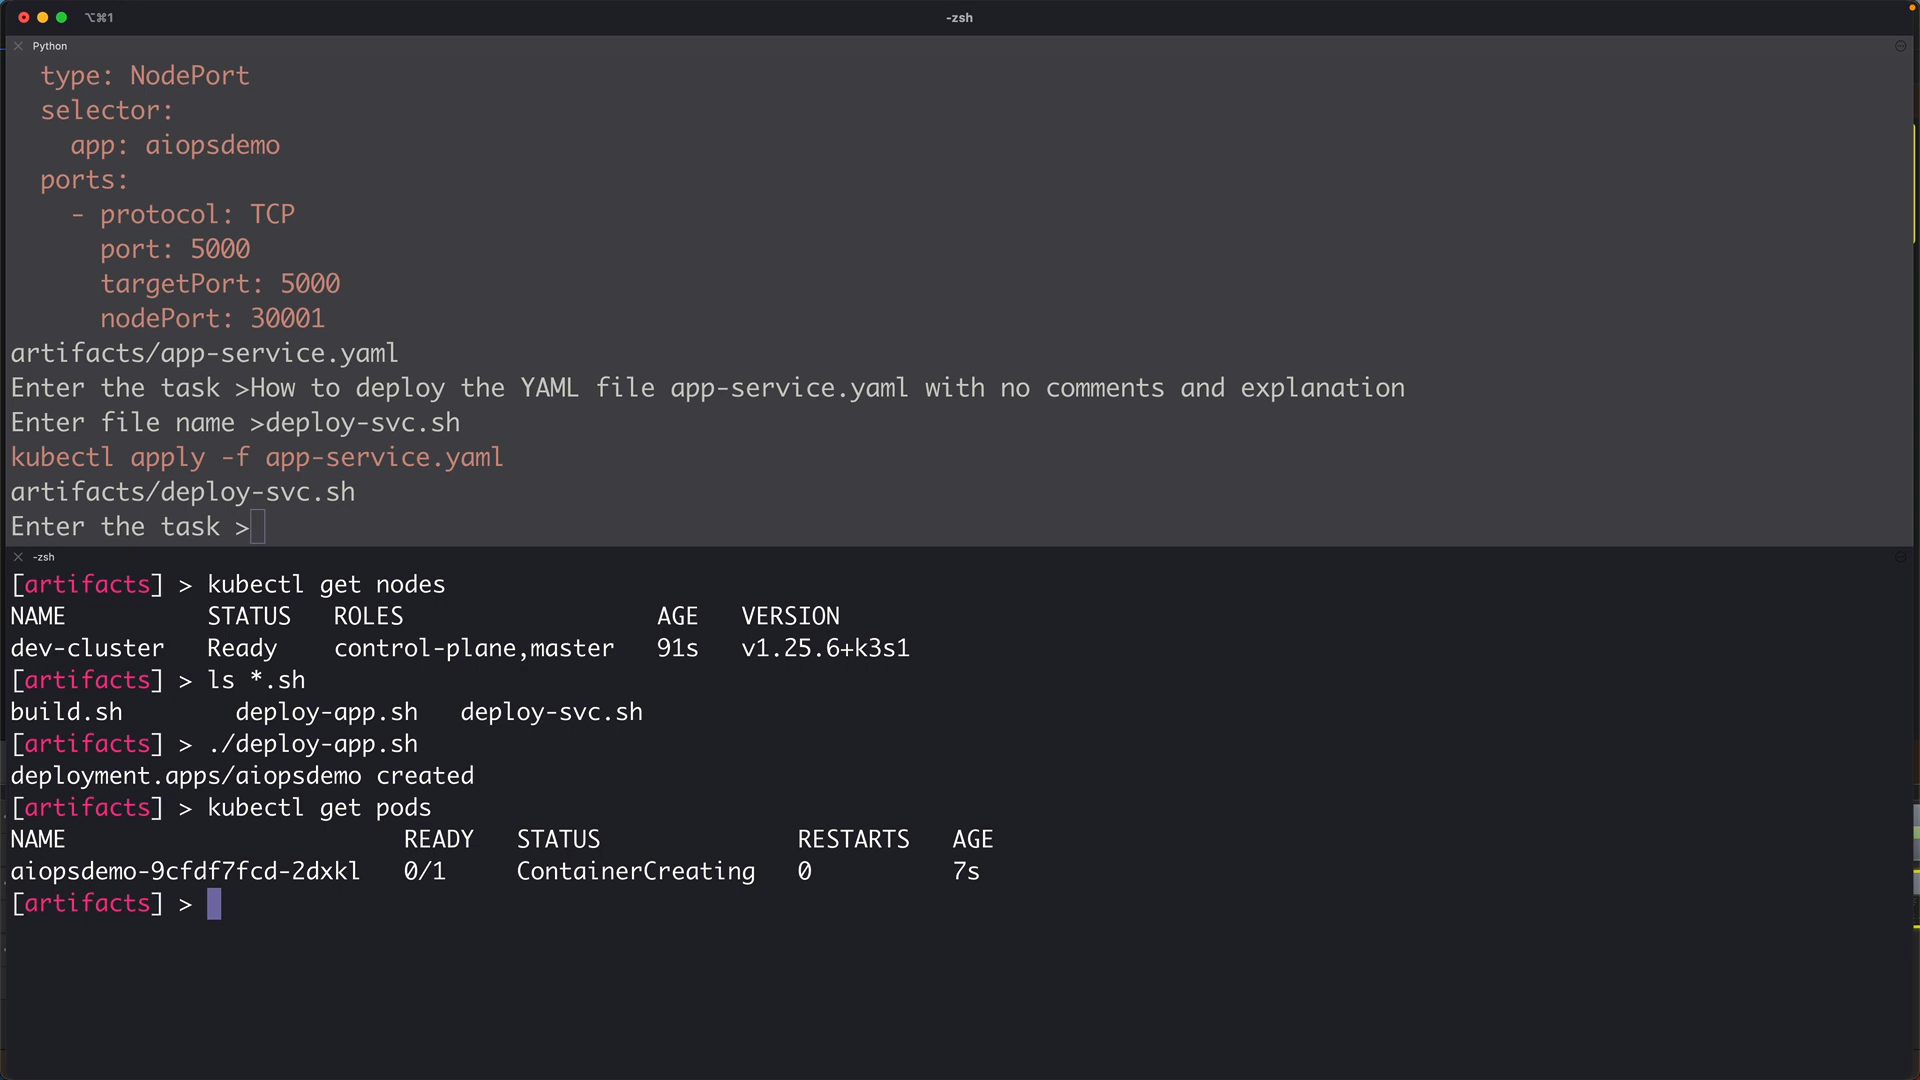 ⌥⌘1
-zsh
Python
type: NodePort
selector:
app: aiopsdemo
ports:
- protocol: TCP
port: 5000
targetPort: 5000
nodePort: 30001
artifacts/app-service.yaml
Enter the task >How to deploy the YAML file app-service.yaml with no comments and explanation
Enter file name >deploy-svc.sh
kubectl apply -f app-service.yaml
artifacts/deploy-svc.sh
Enter the task >
-zsh
[artifacts] > kubectl get nodes
NAME STATUS ROLES AGE VERSION
dev-cluster Ready control-plane,master 91s v1.25.6+k3s1
[artifacts] > ls *.sh
build.sh deploy-app.sh deploy-svc.sh
[artifacts] > ./deploy-app.sh
deployment.apps/aiopsdemo created
[artifacts] > kubectl get pods
NAME READY STATUS RESTARTS AGE
aiopsdemo-9cfdf7fcd-2dxkl 0/1 ContainerCreating 0 7s
[artifacts] >